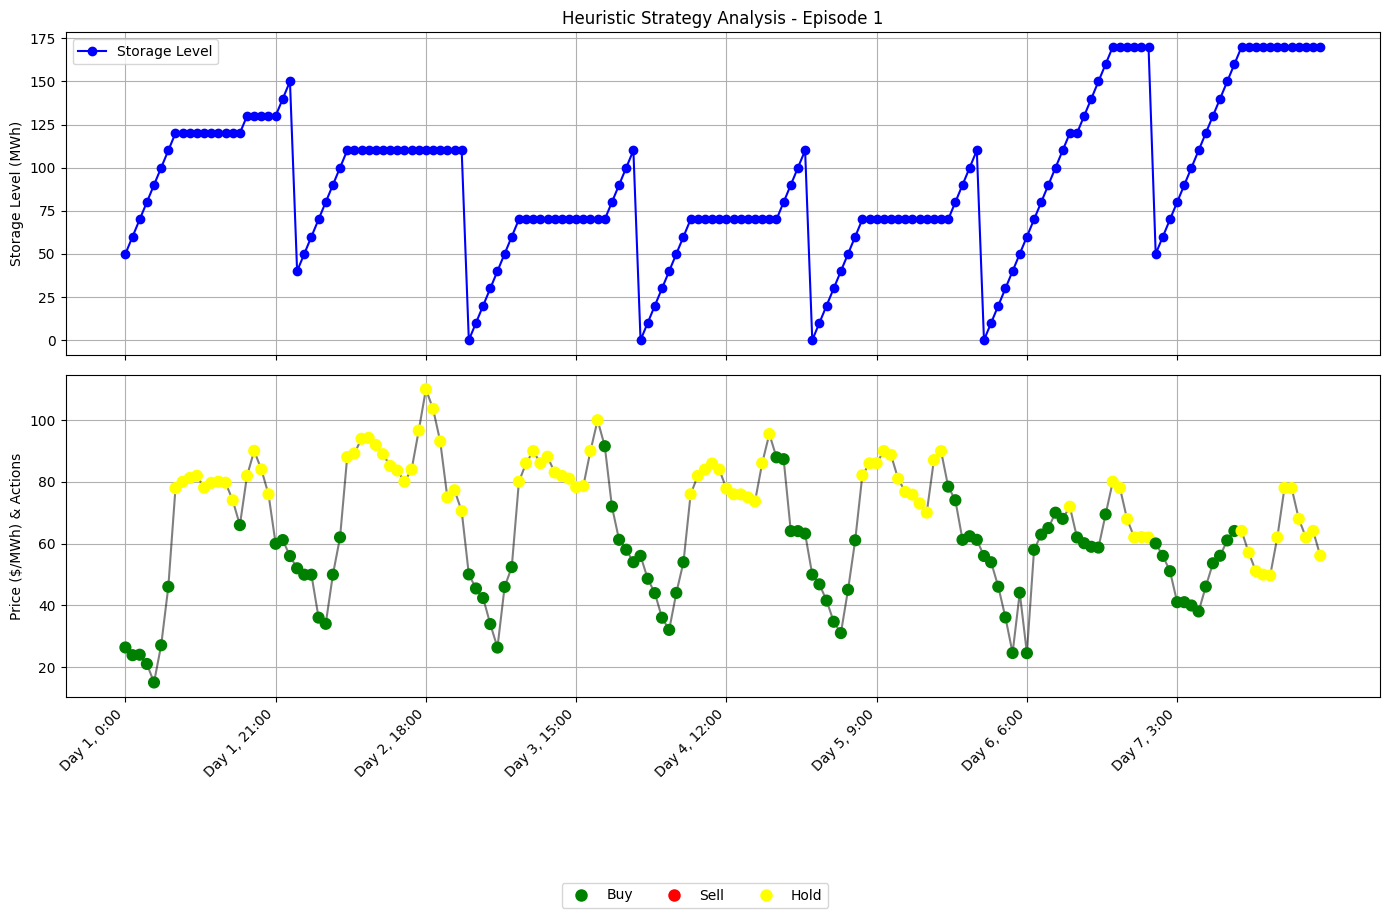 Heuristic Strategy Analysis - Episode 1
Storage Level
Storage Level (MWh)
175
150
125
100
75
50
25
0
Price ($/MWh) & Actions
100
80
60
40
20
Day 1, 0:00
Day 1, 21:00
Day 2, 18:00
Day 3, 15:00
Day 4, 12:00
Day 5, 9:00
Day 6, 6:00
Day 7, 3:00
Buy Sell Hold